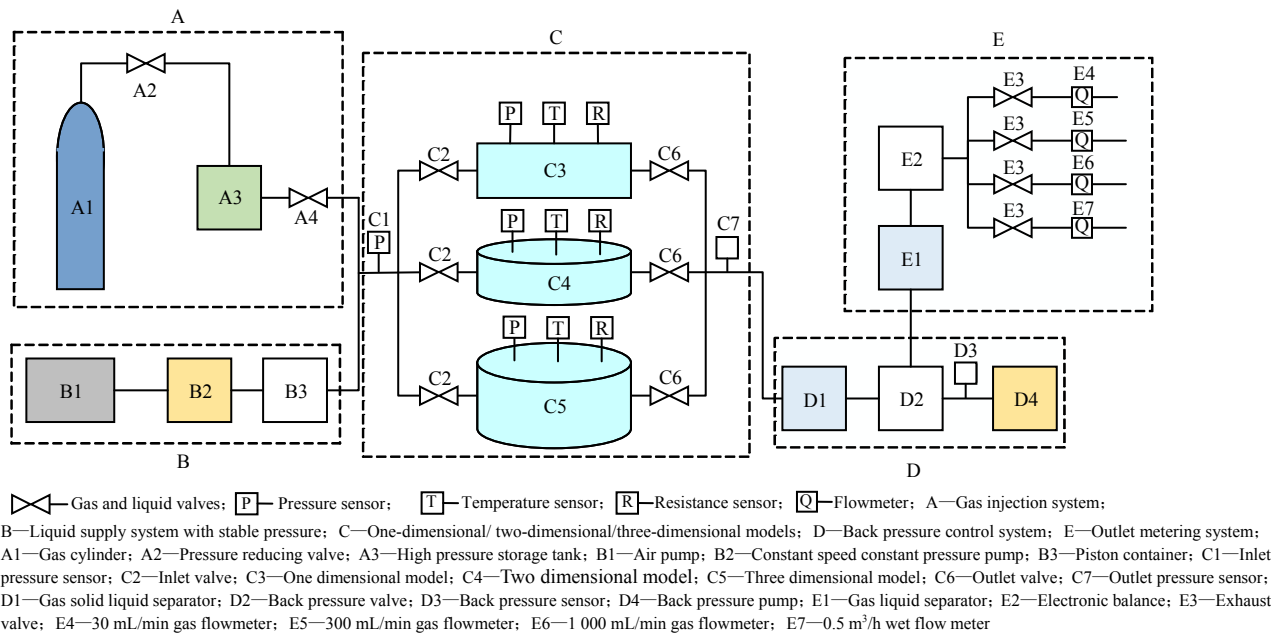 A
C
E
A2
A1
A3
A4
C1
P
P T R
C2
C3
C6
P T R
C2
C4
C6
C7
P T R
C2
C5
C6
E3 E4
Q
E3 E5
Q
E2
E3 E6
Q
E3 E7
Q
E1
B1
B2
B3
B
D3
D1
D2
D4
D
—Gas and liquid valves; P—Pressure sensor; T—Temperature sensor; R—Resistance sensor; Q—Flowmeter; A—Gas injection system;
B—Liquid supply system with stable pressure; C—One-dimensional/ two-dimensional/three-dimensional models; D—Back pressure control system; E—Outlet metering system;
A1—Gas cylinder; A2—Pressure reducing valve; A3—High pressure storage tank; B1—Air pump; B2—Constant speed constant pressure pump; B3—Piston container; C1—Inlet
pressure sensor; C2—Inlet valve; C3—One dimensional model; C4—Two dimensional model; C5—Three dimensional model; C6—Outlet valve; C7—Outlet pressure sensor;
D1—Gas solid liquid separator; D2—Back pressure valve; D3—Back pressure sensor; D4—Back pressure pump; E1—Gas liquid separator; E2—Electronic balance; E3—Exhaust
valve; E4—30 mL/min gas flowmeter; E5—300 mL/min gas flowmeter; E6—1 000 mL/min gas flowmeter; E7—0.5 m³/h wet flow meter